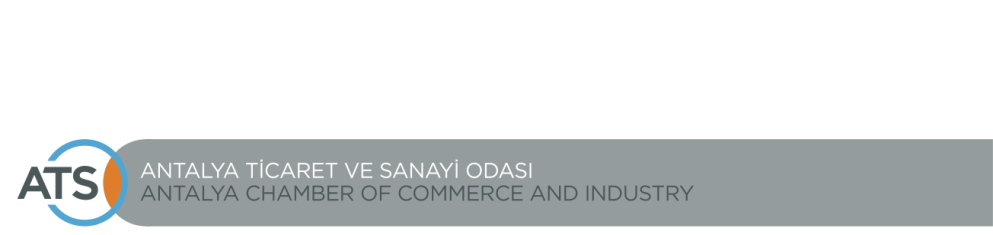 ATS
ANTALYA TİCARET VE SANAYİ ODASI
ANTALYA CHAMBER OF COMMERCE AND INDUSTRY